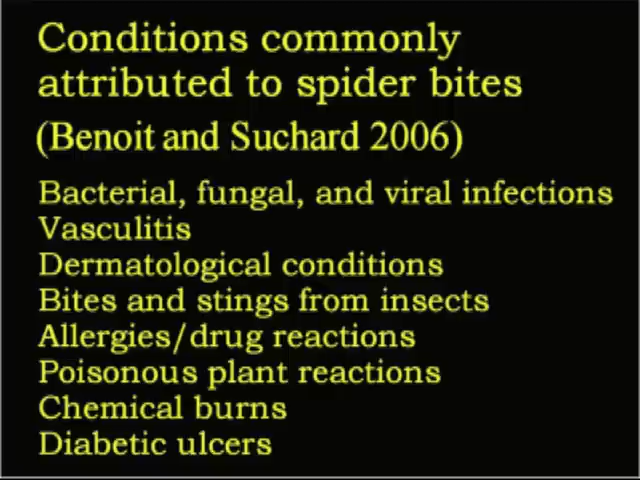 Conditions commonly
attributed to spider bites
(Benoit and Suchard 2006)
Bacterial, fungal, and viral infections
Vasculitis
Dermatological conditions
Bites and stings from insects
Allergies/drug reactions
Poisonous plant reactions
Chemical burns
Diabetic ulcers